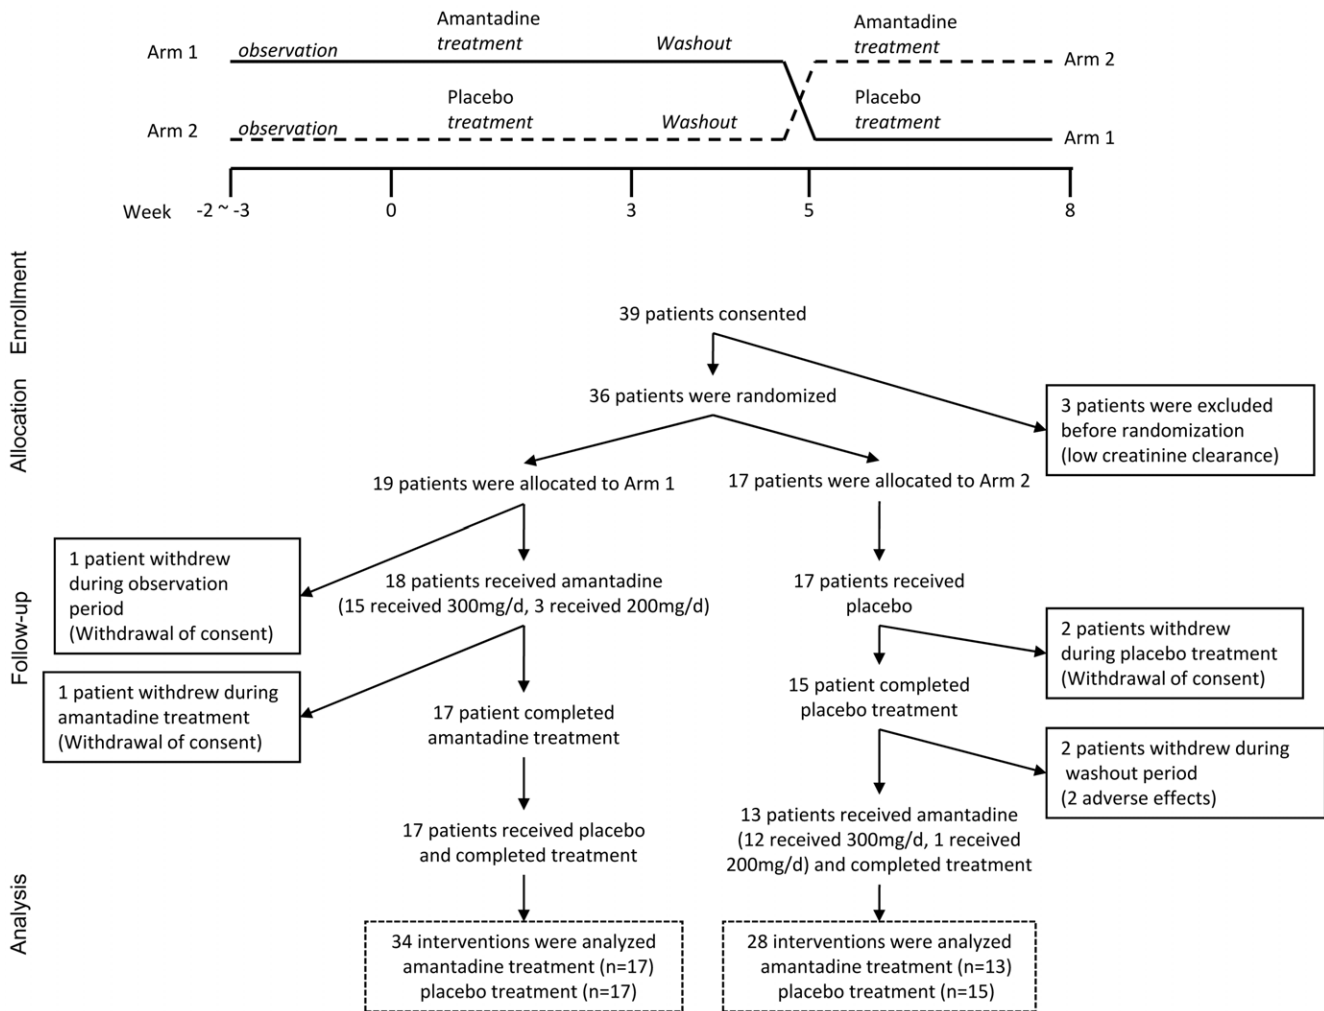 Arm 1
observation
Amantadine
treatment
Washout
Amantadine
treatment
Arm 2
Arm 2
observation
Placebo
treatment
Washout
Placebo
treatment
Arm 1
Week
-2 ~ -3
0
3
5
8
Enrollment
39 patients consented
Allocation
36 patients were randomized
3 patients were excluded
before randomization
(low creatinine clearance)
19 patients were allocated to Arm 1
17 patients were allocated to Arm 2
Follow-up
1 patient withdrew
during observation
period
(Withdrawal of consent)
18 patients received amantadine
(15 received 300mg/d, 3 received 200mg/d)
17 patients received
placebo
2 patients withdrew
during placebo treatment
(Withdrawal of consent)
1 patient withdrew during
amantadine treatment
(Withdrawal of consent)
17 patient completed
amantadine treatment
15 patient completed
placebo treatment
2 patients withdrew during
washout period
(2 adverse effects)
17 patients received placebo
and completed treatment
13 patients received amantadine
(12 received 300mg/d, 1 received
200mg/d) and completed treatment
Analysis
34 interventions were analyzed
amantadine treatment (n=17)
placebo treatment (n=17)
28 interventions were analyzed
amantadine treatment (n=13)
placebo treatment (n=15)